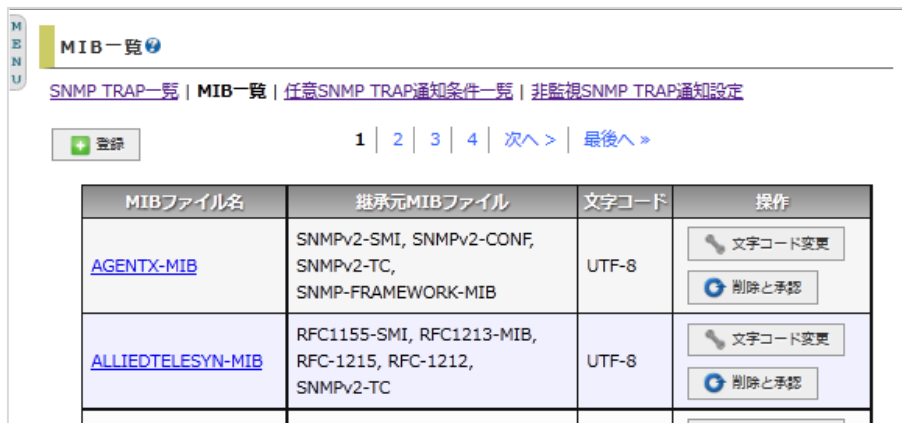 MENU
MIB一覧
SNMP TRAP一覧 | MIB一覧 | 任意SNMP TRAP通知条件一覧 | 非監視SNMP TRAP通知設定
登録
1 | 2 | 3 | 4 | 次へ > | 最後へ »
MIBファイル名 継承元MIBファイル 文字コード 操作
SNMPv2-SMI, SNMPv2-CONF,
文字コード変更
AGENTX-MIB SNMPv2-TC, UTF-8
SNMP-FRAMEWORK-MIB
削除と承認
RFC1155-SMI, RFC1213-MIB,
文字コード変更
ALLIEDTELESYN-MIB RFC-1215, RFC-1212, UTF-8
SNMPv2-TC
削除と承認